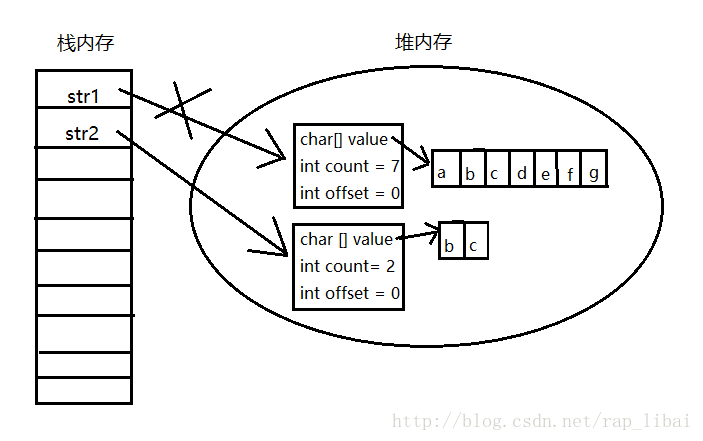 栈内存
堆内存
str1
str2
char[] value
int count = 7
int offset = 0
a b c d e f g
char [] value
int count= 2
int offset = 0
b c
http://blog.csdn.net/rap_libai